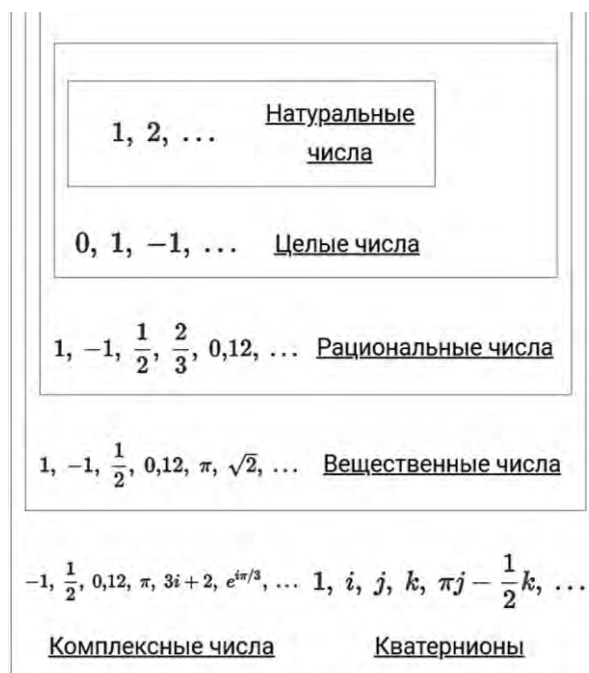 1, 2, … Натуральные
числа
0, 1, −1, … Целые числа
1, −1, 1/2, 2/3, 0,12, … Рациональные числа
1, −1, 1/2, 0,12, π, √2, … Вещественные числа
−1, 1/2, 0,12, π, 3i + 2, e^{iπ/3}, … 1, i, j, k, πj − 1/2k, …
Комплексные числа Кватернионы